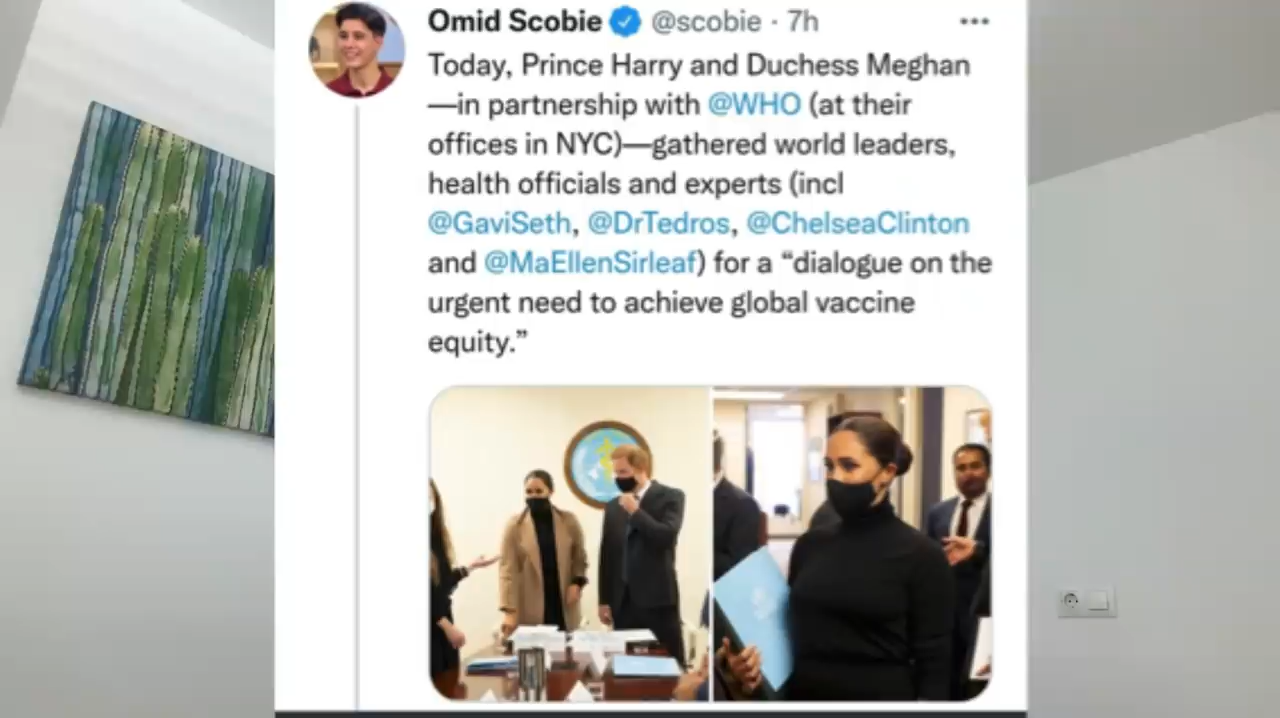 Omid Scobie @scobie · 7h
Today, Prince Harry and Duchess Meghan
—in partnership with @WHO (at their
offices in NYC)—gathered world leaders,
health officials and experts (incl
@GaviSeth, @DrTedros, @ChelseaClinton
and @MaEllenSirleaf) for a “dialogue on the
urgent need to achieve global vaccine
equity.”